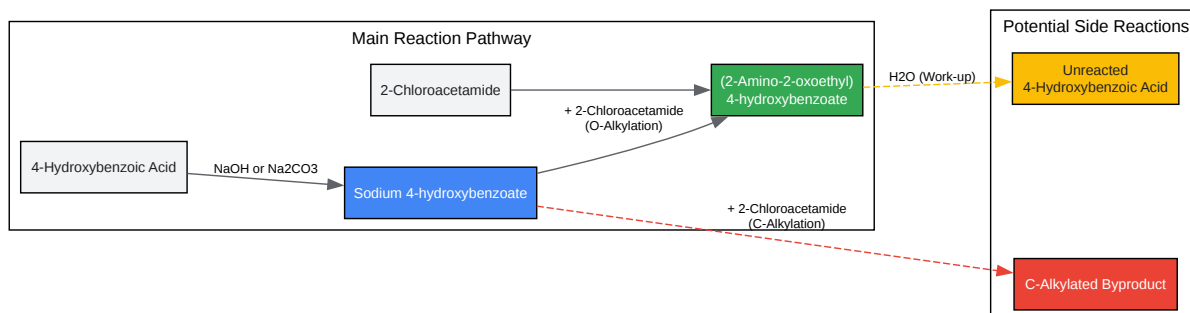 Main Reaction Pathway
Potential Side Reactions
2-Chloroacetamide
(2-Amino-2-oxoethyl)
4-hydroxybenzoate
H2O (Work-up)
Unreacted
4-Hydroxybenzoic Acid
+ 2-Chloroacetamide
(O-Alkylation)
4-Hydroxybenzoic Acid
NaOH or Na2CO3
Sodium 4-hydroxybenzoate
+ 2-Chloroacetamide
(C-Alkylation)
C-Alkylated Byproduct